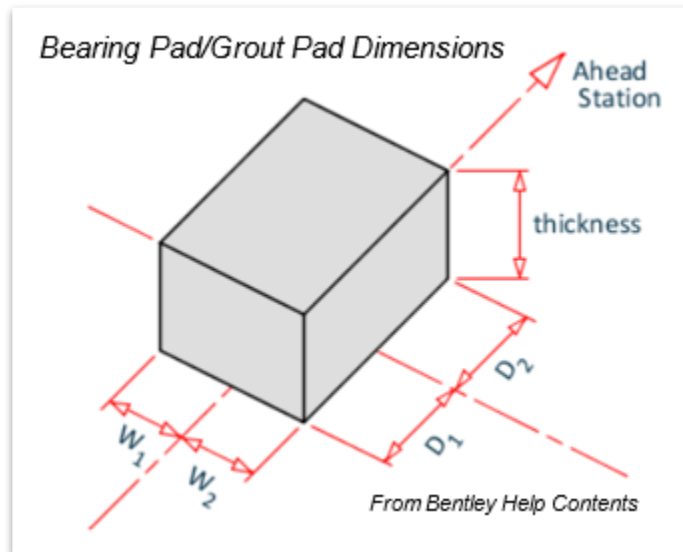 Bearing Pad/Grout Pad Dimensions
Ahead
Station
thickness
D2
D1
W1
W2
From Bentley Help Contents